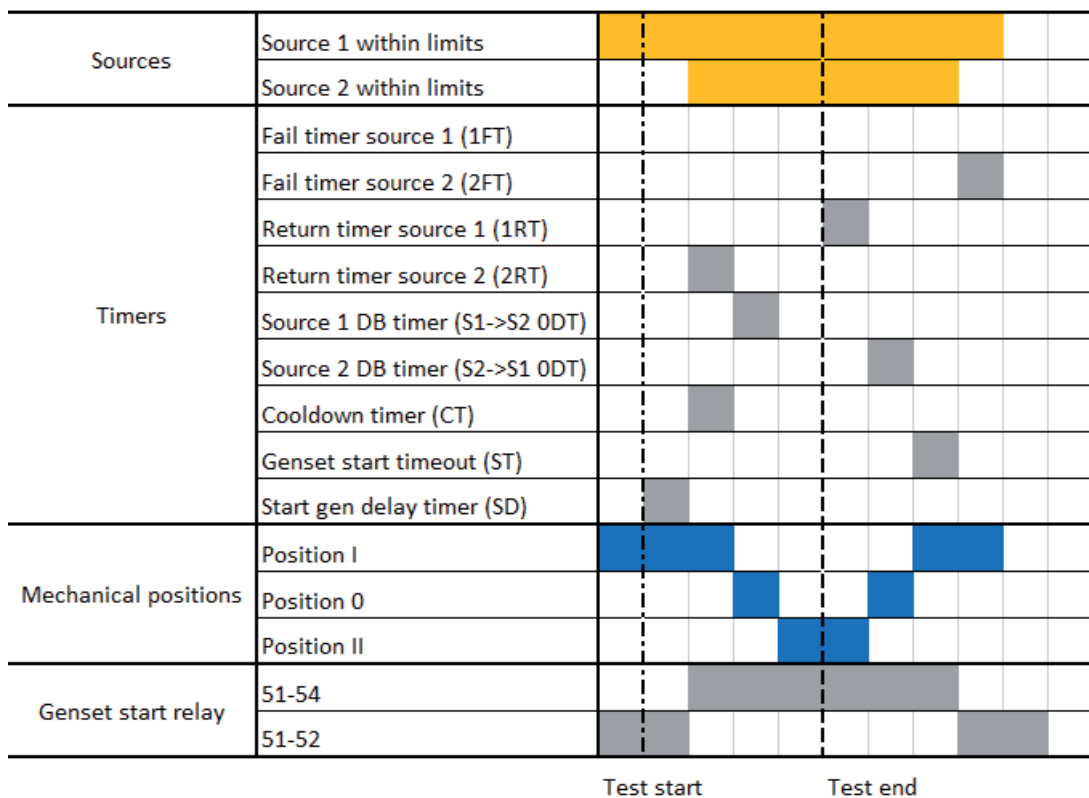 Sources
Source 1 within limits
Source 2 within limits
Timers
Fail timer source 1 (1FT)
Fail timer source 2 (2FT)
Return timer source 1 (1RT)
Return timer source 2 (2RT)
Source 1 DB timer (S1->S2 0DT)
Source 2 DB timer (S2->S1 0DT)
Cooldown timer (CT)
Genset start timeout (ST)
Start gen delay timer (SD)
Mechanical positions
Position I
Position 0
Position II
Genset start relay
51-54
51-52
Test start
Test end